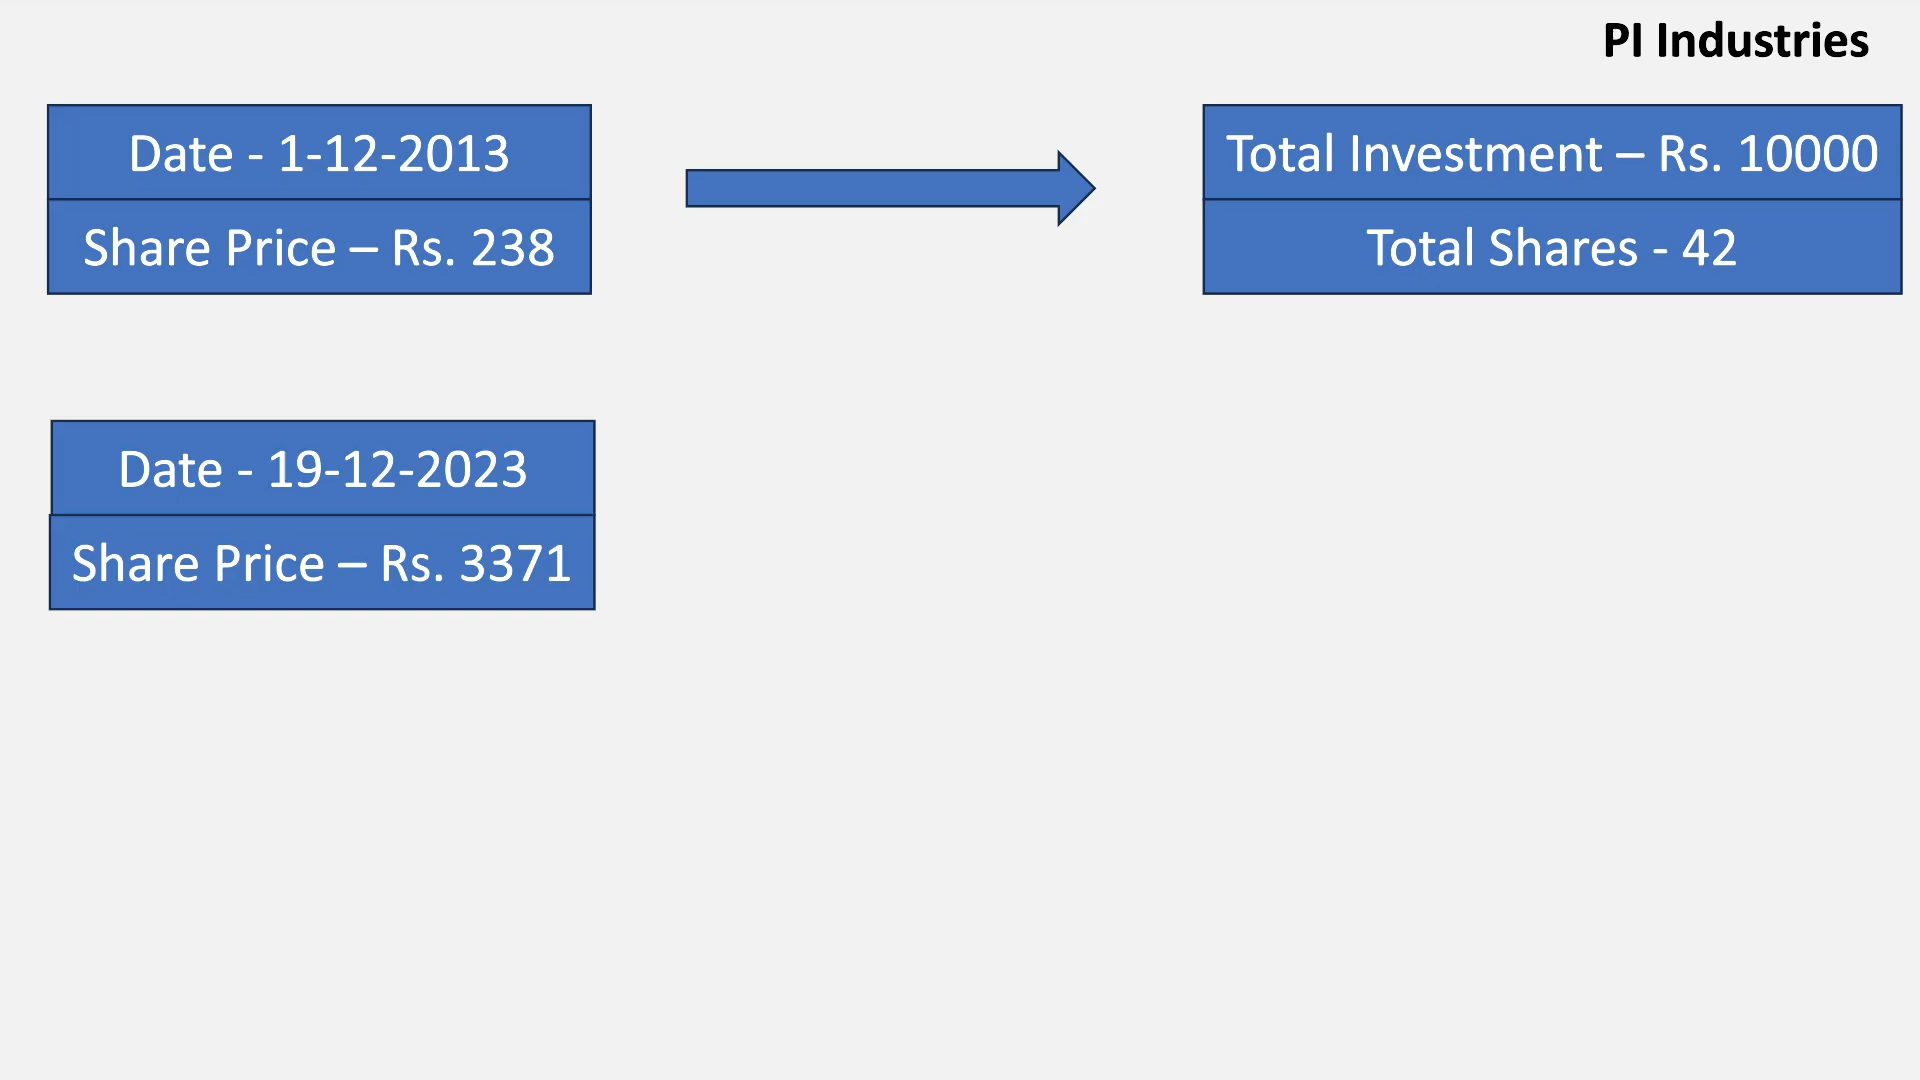 PI Industries
Date - 1-12-2013
Share Price – Rs. 238
Total Investment – Rs. 10000
Total Shares - 42
Date - 19-12-2023
Share Price – Rs. 3371